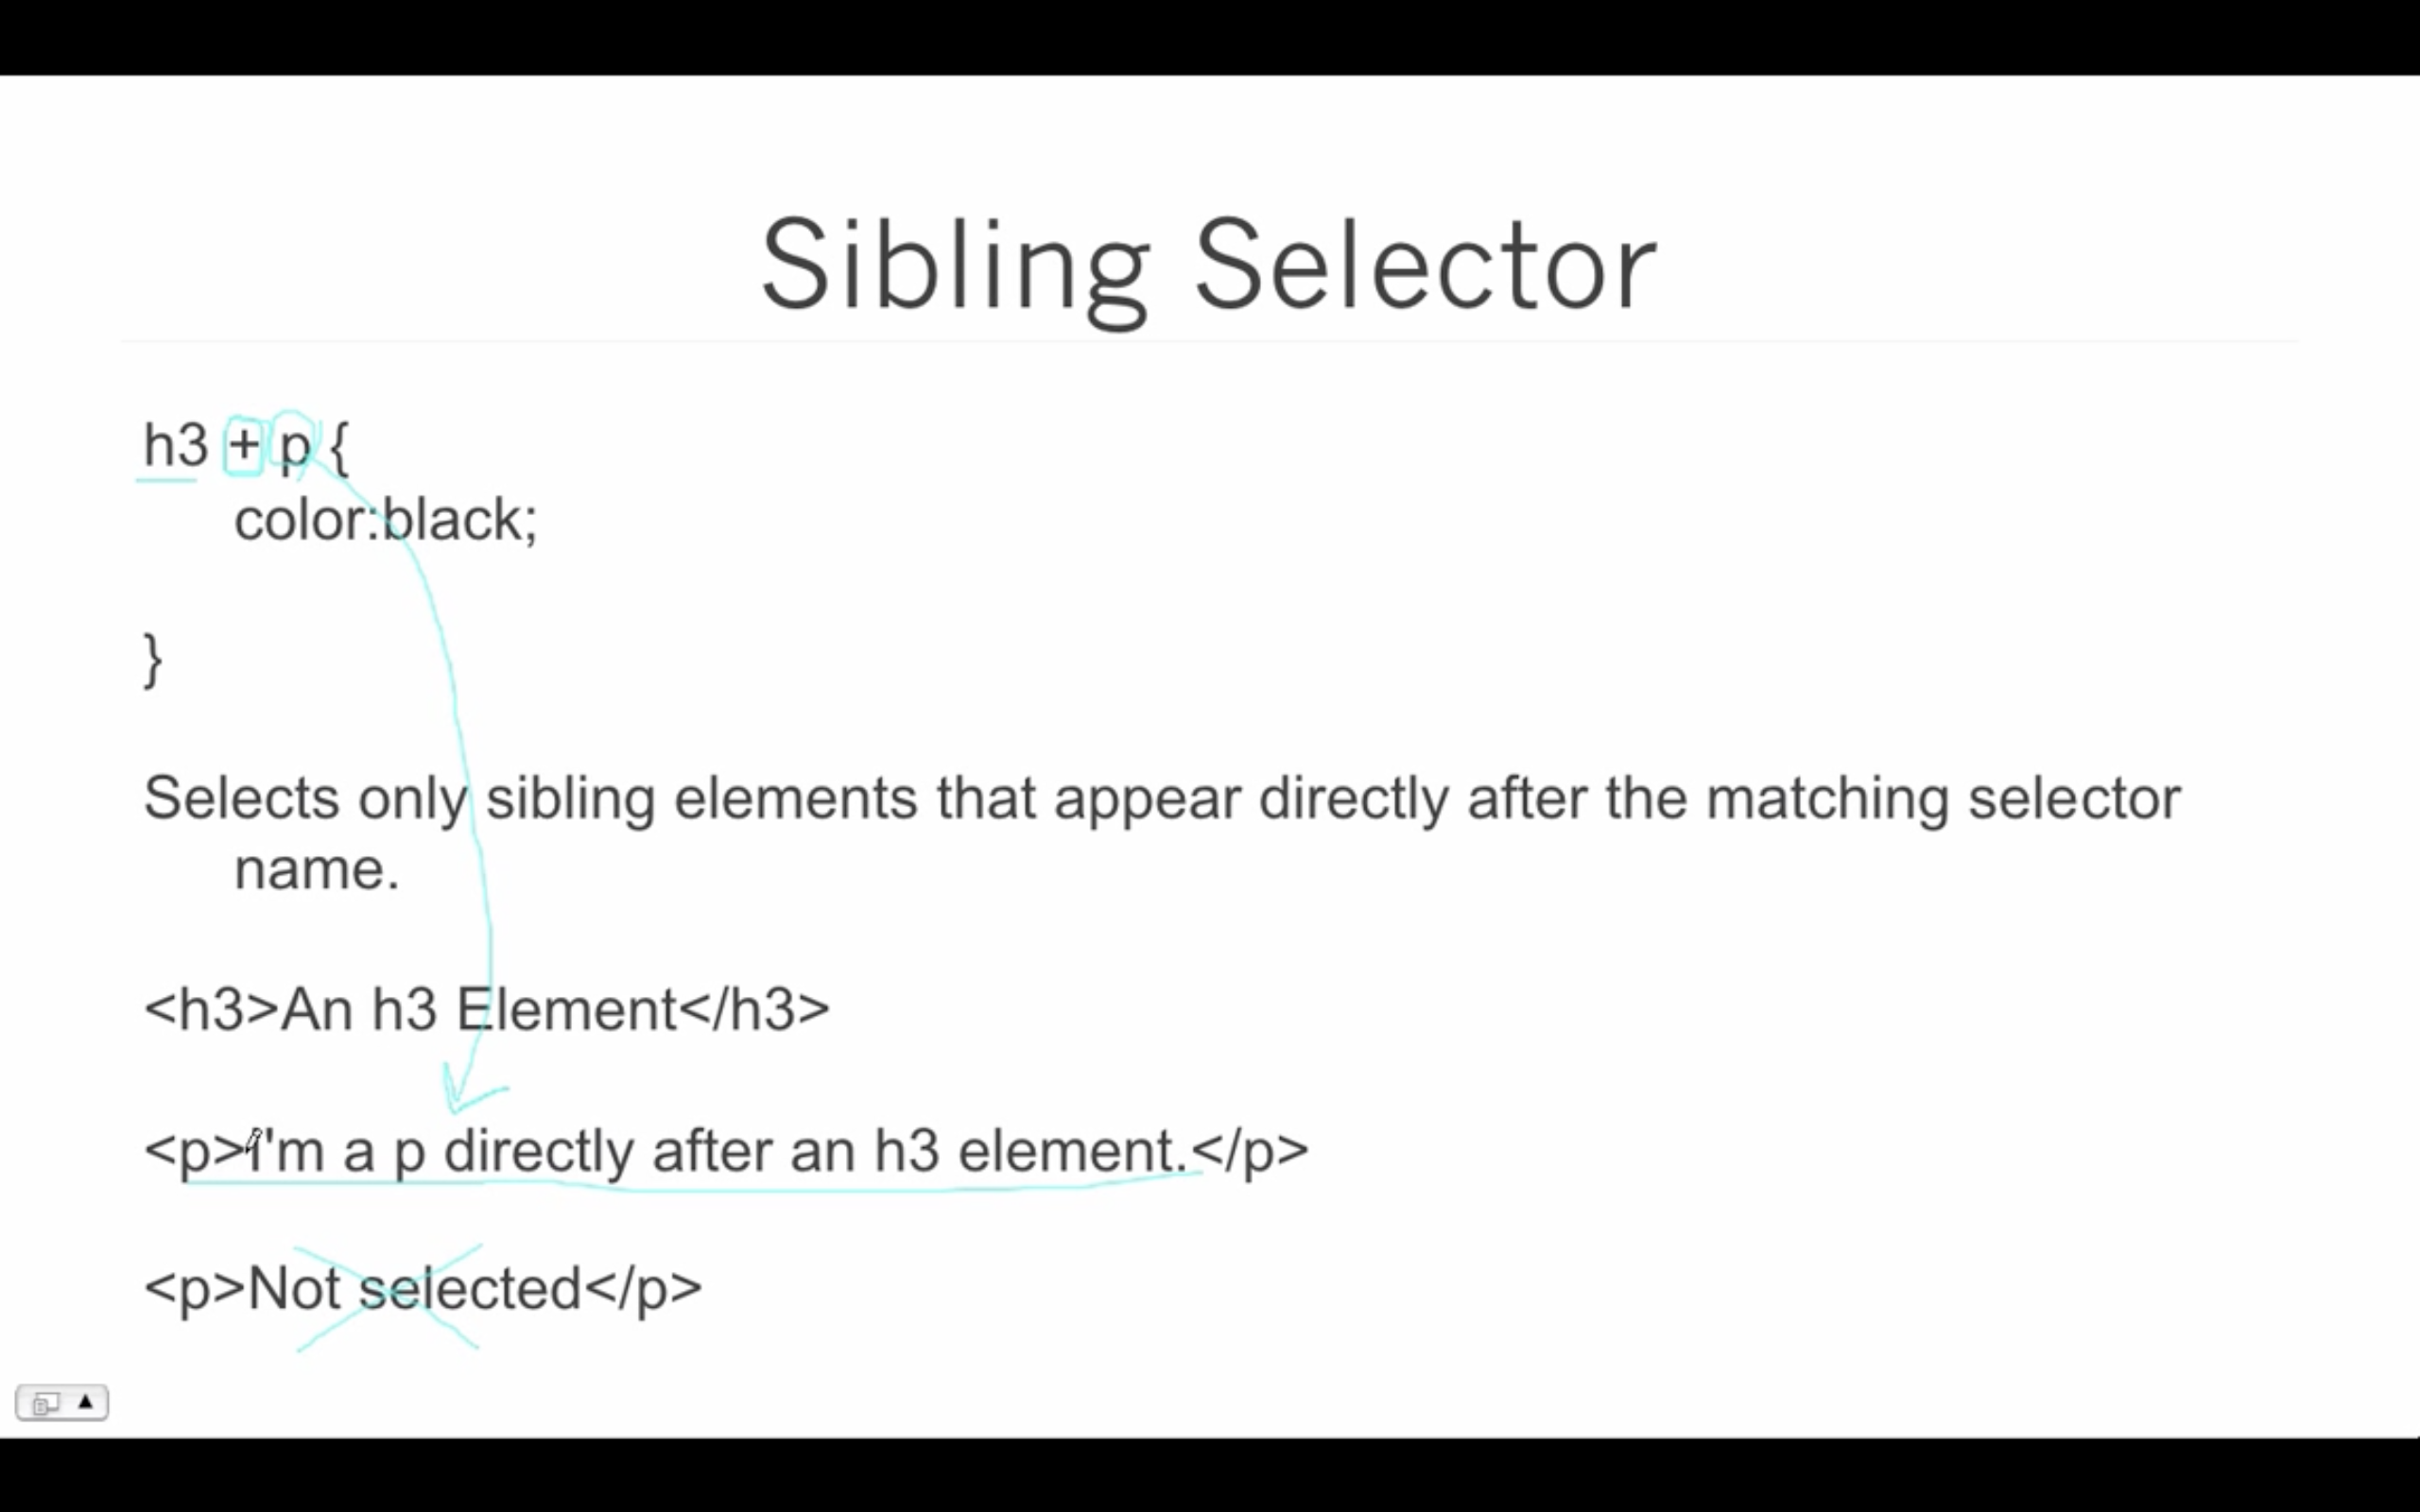 Sibling Selector
h3 + p {
color:black;
}
Selects only sibling elements that appear directly after the matching selector
name.
<h3>An h3 Element</h3>
<p>I'm a p directly after an h3 element.</p>
<p>Not selected</p>